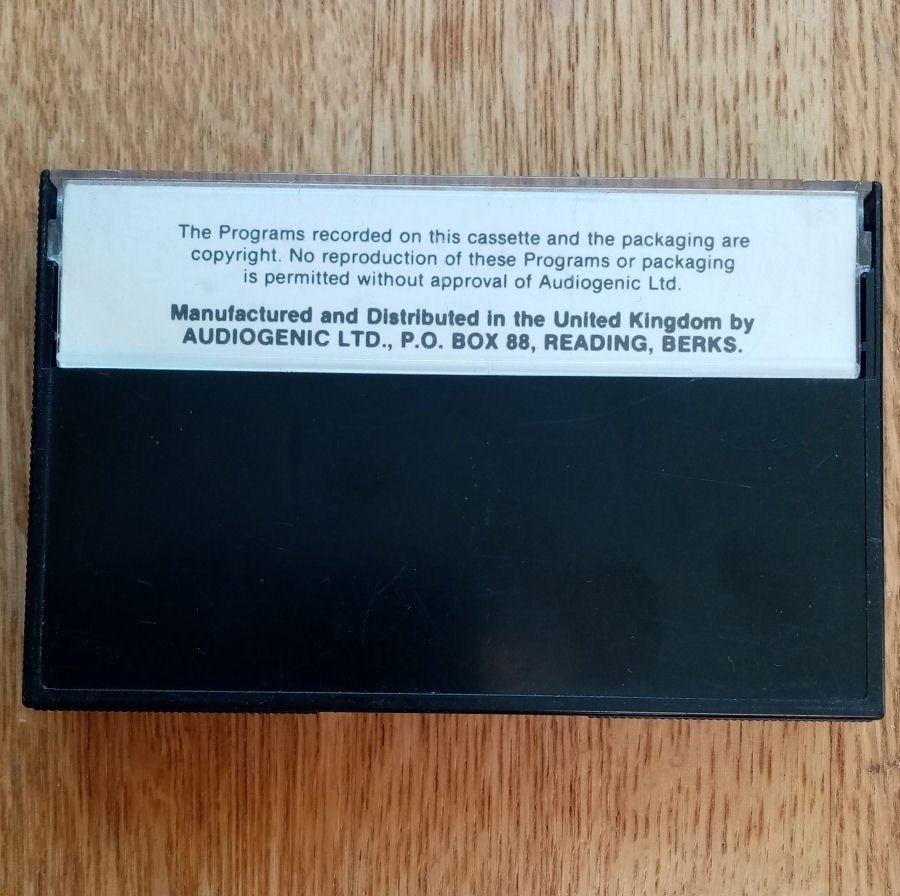 The Programs recorded on this cassette and the packaging are
copyright. No reproduction of these Programs or packaging
is permitted without approval of Audiogenic Ltd.
Manufactured and Distributed in the United Kingdom by
AUDIOGENIC LTD., P.O. BOX 88, READING, BERKS.